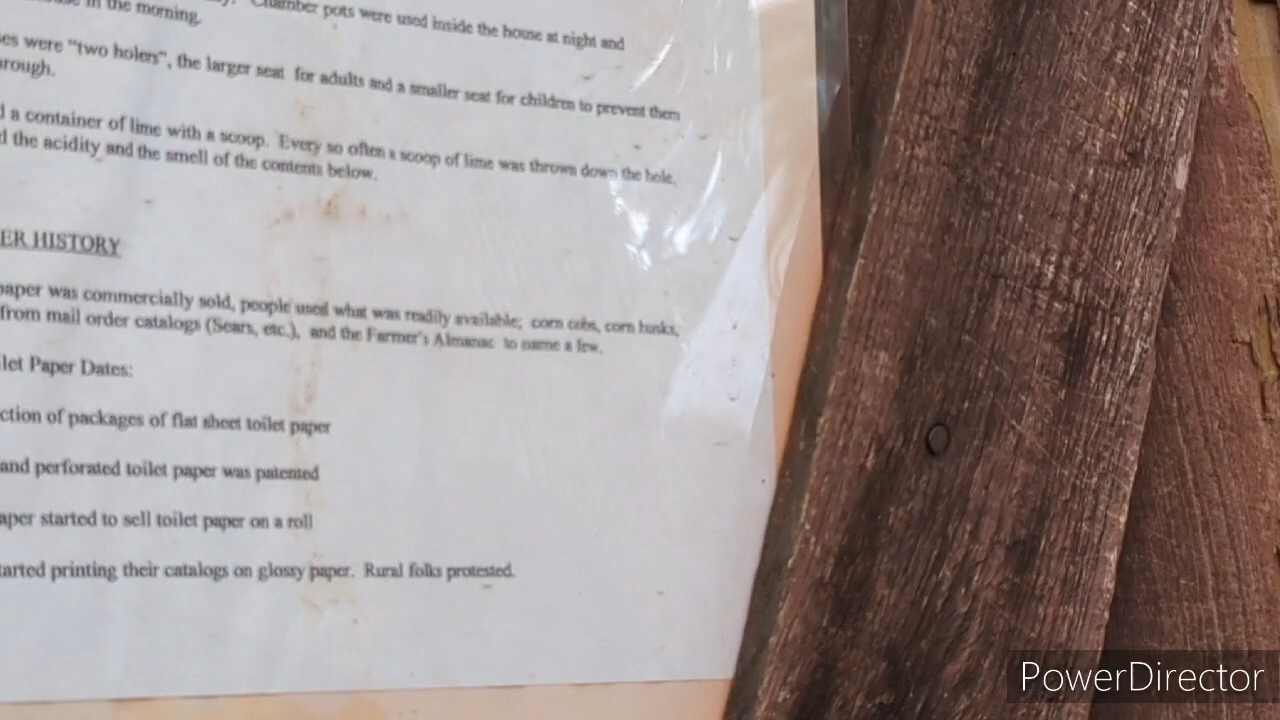 in the morning. Chamber pots were used inside the house at night and
es were "two holers", the larger seat for adults and a smaller seat for children to prevent them
rough.
d a container of lime with a scoop. Every so often a scoop of lime was thrown down the hole.
d the acidity and the smell of the contents below.
ER HISTORY
paper was commercially sold, people used what was readily available; corn cobs, corn husks,
from mail order catalogs (Sears, etc.), and the Farmer's Almanac to name a few.
ilet Paper Dates:
ction of packages of flat sheet toilet paper
and perforated toilet paper was patented
aper started to sell toilet paper on a roll
tarted printing their catalogs on glossy paper. Rural folks protested.
PowerDirector